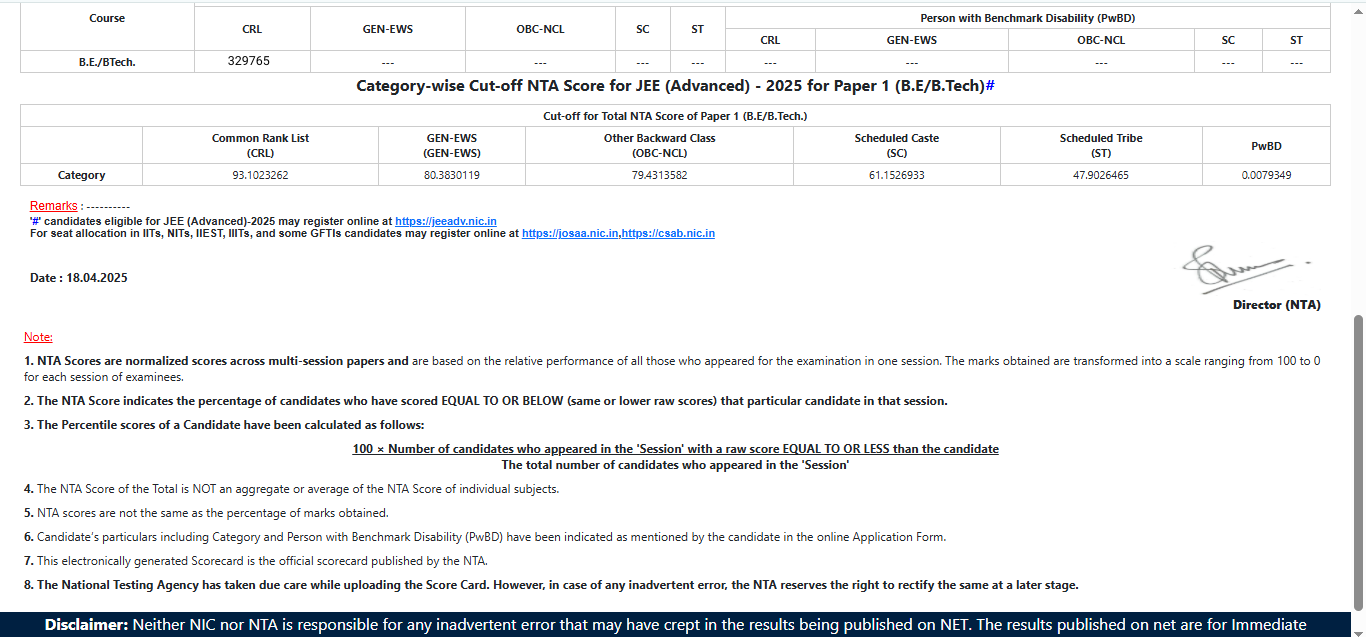 Course
CRL GEN-EWS OBC-NCL SC ST Person with Benchmark Disability (PwBD)
CRL GEN-EWS OBC-NCL SC ST
B.E./BTech. 329765 --- --- --- --- --- --- --- --- ---
Category-wise Cut-off NTA Score for JEE (Advanced) - 2025 for Paper 1 (B.E/B.Tech)#
Cut-off for Total NTA Score of Paper 1 (B.E/B.Tech.)
Common Rank List (CRL) GEN-EWS (GEN-EWS) Other Backward Class (OBC-NCL) Scheduled Caste (SC) Scheduled Tribe (ST) PwBD
Category 93.1023262 80.3830119 79.4313582 61.1526933 47.9026465 0.0079349
Remarks : ----------
'#' candidates eligible for JEE (Advanced)-2025 may register online at https://jeeadv.nic.in
For seat allocation in IITs, NITs, IIEST, IIITs, and some GFTIs candidates may register online at https://josaa.nic.in,https://csab.nic.in
Date : 18.04.2025
Director (NTA)
Note:
1. NTA Scores are normalized scores across multi-session papers and are based on the relative performance of all those who appeared for the examination in one session. The marks obtained are transformed into a scale ranging from 100 to 0
for each session of examinees.
2. The NTA Score indicates the percentage of candidates who have scored EQUAL TO OR BELOW (same or lower raw scores) that particular candidate in that session.
3. The Percentile scores of a Candidate have been calculated as follows:
100 × Number of candidates who appeared in the 'Session' with a raw score EQUAL TO OR LESS than the candidate
The total number of candidates who appeared in the 'Session'
4. The NTA Score of the Total is NOT an aggregate or average of the NTA Score of individual subjects.
5. NTA scores are not the same as the percentage of marks obtained.
6. Candidate's particulars including Category and Person with Benchmark Disability (PwBD) have been indicated as mentioned by the candidate in the online Application Form.
7. This electronically generated Scorecard is the official scorecard published by the NTA.
8. The National Testing Agency has taken due care while uploading the Score Card. However, in case of any inadvertent error, the NTA reserves the right to rectify the same at a later stage.
Disclaimer: Neither NIC nor NTA is responsible for any inadvertent error that may have crept in the results being published on NET. The results published on net are for Immediate